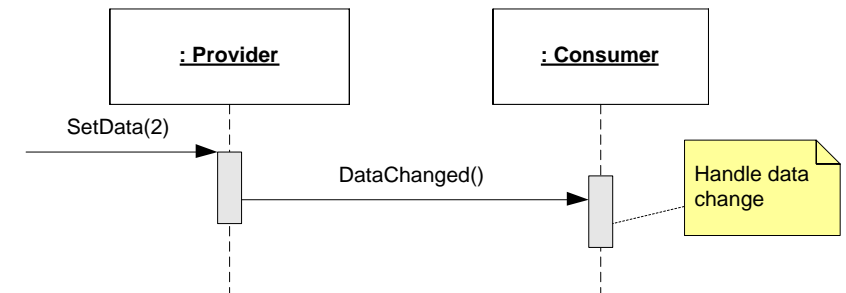 : Provider
: Consumer
SetData(2)
DataChanged()
Handle data
change